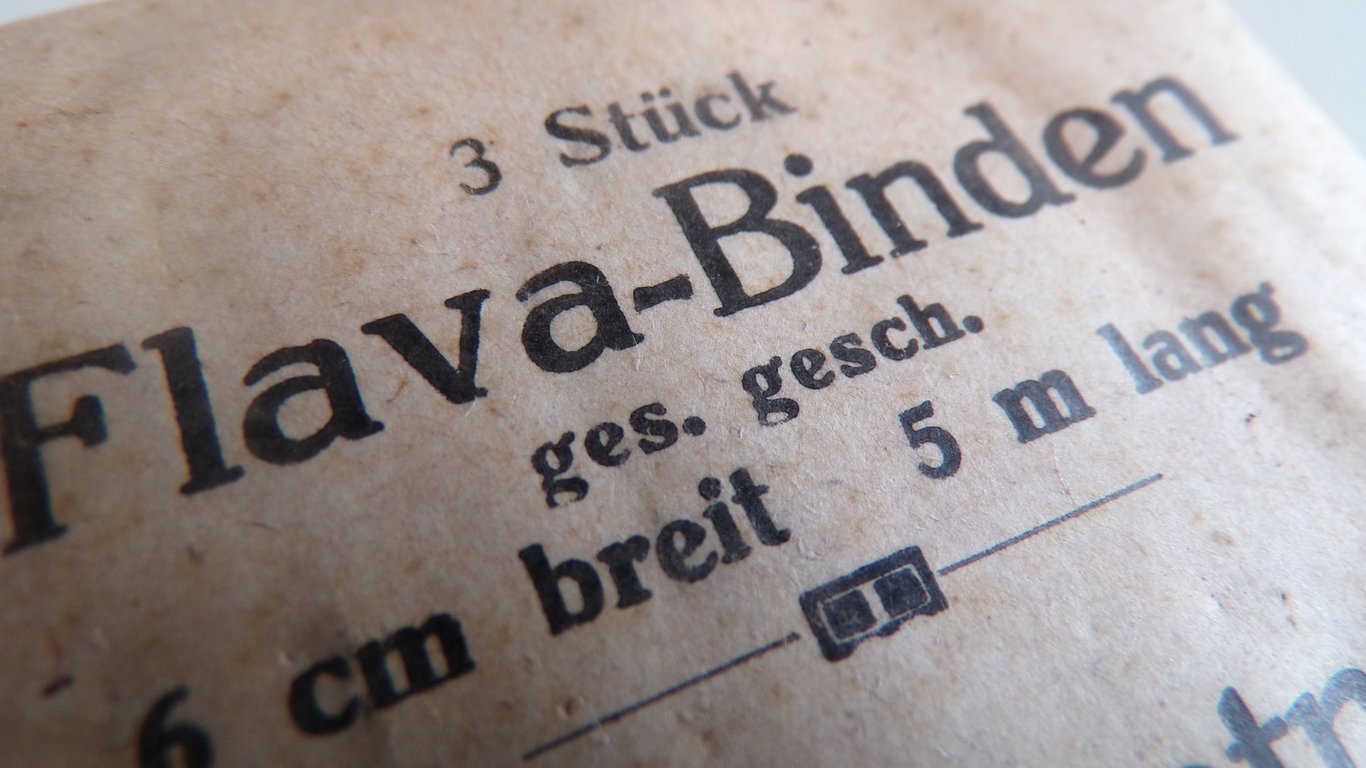 3 Stück
Flava-Binden
ges. gesch.
6 cm breit 5 m lang